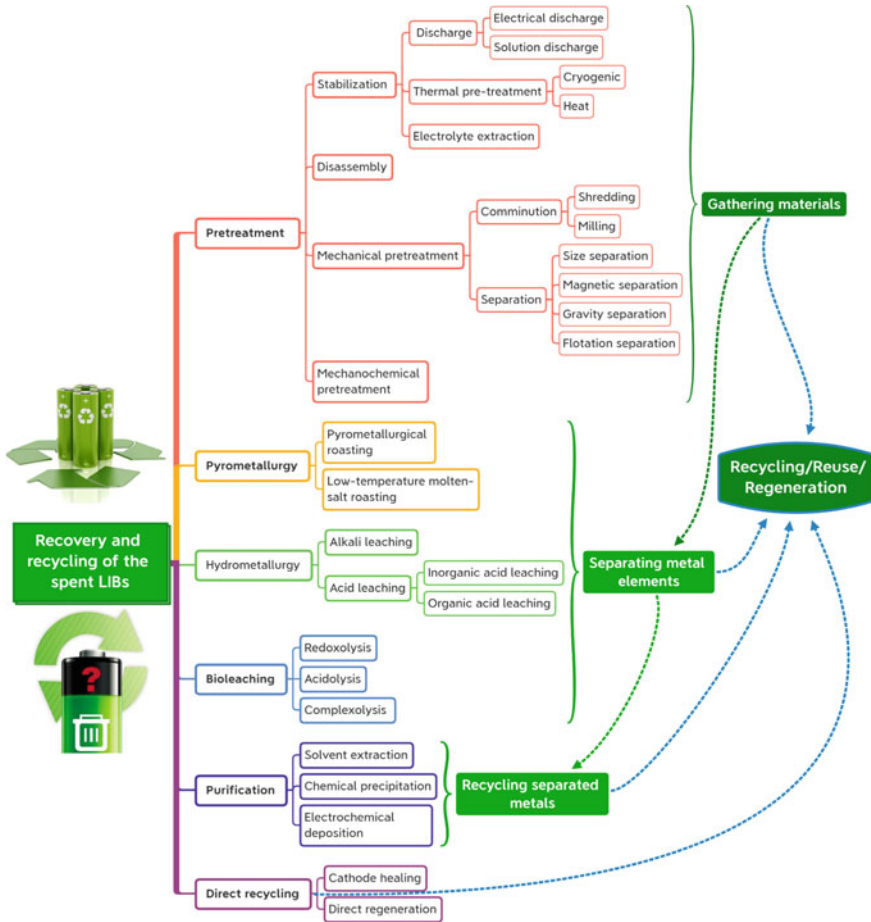 Electrical discharge
Discharge
Solution discharge
Stabilization
Cryogenic
Thermal pre-treatment
Heat
Electrolyte extraction
Disassembly
Gathering materials
Shredding
Comminution
Milling
Pretreatment
Mechanical pretreatment
Size separation
Magnetic separation
Separation
Gravity separation
Flotation separation
Mechanochemical
pretreatment
Pyrometallurgical
roasting
Pyrometallurgy
Low-temperature molten-
salt roasting
Recycling/Reuse/
Regeneration
Recovery and
recycling of the
spent LIBs
Alkali leaching
Hydrometallurgy
Inorganic acid leaching
Acid leaching
Organic acid leaching
Separating metal
elements
?
Redoxolysis
Bioleaching
Acidolysis
Complexolysis
Solvent extraction
Purification
Chemical precipitation
Electrochemical
deposition
Recycling separated
metals
Cathode healing
Direct recycling
Direct regeneration